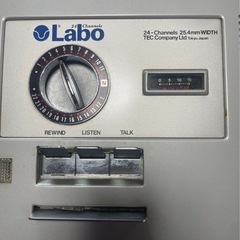 24 Channels
Labo
24-Channels 25.4mm WIDTH
TEC Company Ltd Tokyo Japan
REWIND LISTEN TALK